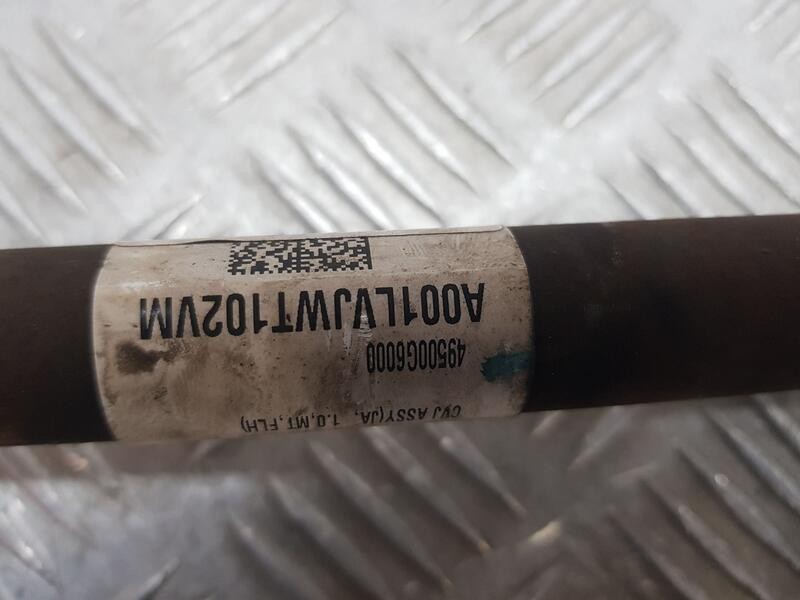 CVJ ASSY(JA, 1.0,MT,FLH)
49500G6000
A001LVJWT102VM